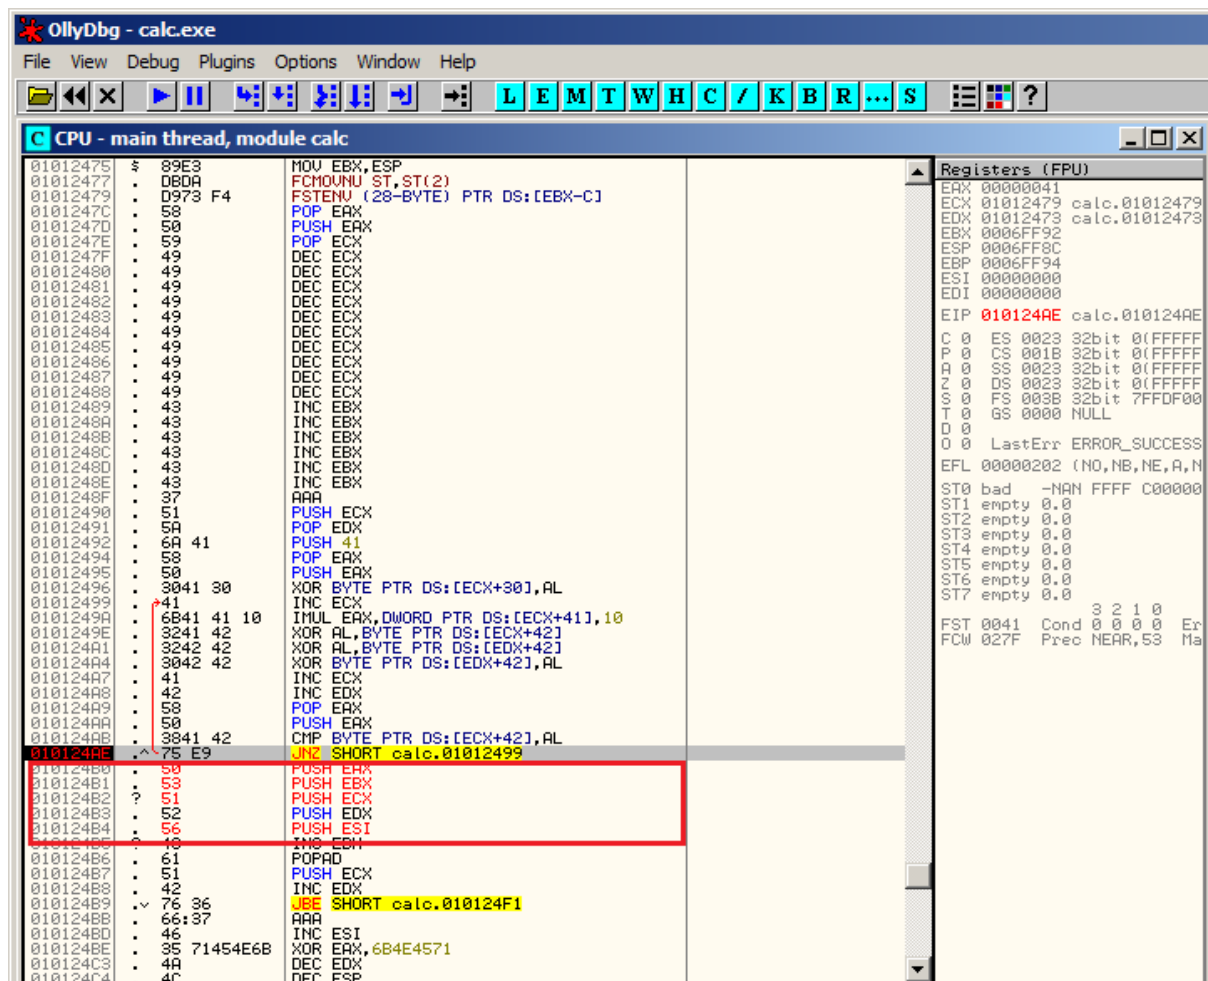 OllyDbg - calc.exe
File View Debug Plugins Options Window Help
L E M T W H C / K B R ... S ?
C CPU - main thread, module calc
01012475 $ 89E3 MOV EBX,ESP
01012477 . DBDA FCMOVNU ST,ST(2)
01012479 . D973 F4 FSTENV (28-BYTE) PTR DS:[EBX-C]
0101247C . 58 POP EAX
0101247D . 50 PUSH EAX
0101247E . 59 POP ECX
0101247F . 49 DEC ECX
01012480 . 49 DEC ECX
01012481 . 49 DEC ECX
01012482 . 49 DEC ECX
01012483 . 49 DEC ECX
01012484 . 49 DEC ECX
01012485 . 49 DEC ECX
01012486 . 49 DEC ECX
01012487 . 49 DEC ECX
01012488 . 49 DEC ECX
01012489 . 43 INC EBX
0101248A . 43 INC EBX
0101248B . 43 INC EBX
0101248C . 43 INC EBX
0101248D . 43 INC EBX
0101248E . 43 INC EBX
0101248F . 37 AAA
01012490 . 51 PUSH ECX
01012491 . 5A POP EDX
01012492 . 6A 41 PUSH 41
01012494 . 58 POP EAX
01012495 . 50 PUSH EAX
01012496 . 3041 30 XOR BYTE PTR DS:[ECX+30],AL
01012499 . 41 INC ECX
0101249A . 6B41 41 10 IMUL EAX,DWORD PTR DS:[ECX+41],10
0101249E . 3241 42 XOR AL,BYTE PTR DS:[ECX+42]
010124A1 . 3242 42 XOR AL,BYTE PTR DS:[EDX+42]
010124A4 . 3042 42 XOR BYTE PTR DS:[EDX+42],AL
010124A7 . 41 INC ECX
010124A8 . 42 INC EDX
010124A9 . 58 POP EAX
010124AA . 50 PUSH EAX
010124AB . 3841 42 CMP BYTE PTR DS:[ECX+42],AL
010124AE .^ 75 E9 JNZ SHORT calc.01012499
010124B0 . 50 PUSH EAX
010124B1 . 53 PUSH EBX
010124B2 ? 51 PUSH ECX
010124B3 . 52 PUSH EDX
010124B4 . 56 PUSH ESI
010124B6 . 61 POPAD
010124B7 . 51 PUSH ECX
010124B8 . 42 INC EDX
010124B9 .v 76 36 JBE SHORT calc.010124F1
010124BB . 66:37 AAA
010124BD . 46 INC ESI
010124BE . 35 71454E6B XOR EAX,6B4E4571
010124C3 . 4A DEC EDX
010124C4 . 4C DEC ESP
Registers (FPU)
EAX 00000041
ECX 01012479 calc.01012479
EDX 01012473 calc.01012473
EBX 0006FF92
ESP 0006FF8C
EBP 0006FF94
ESI 00000000
EDI 00000000
EIP 010124AE calc.010124AE
C 0 ES 0023 32bit 0(FFFFF
P 0 CS 001B 32bit 0(FFFFF
A 0 SS 0023 32bit 0(FFFFF
Z 0 DS 0023 32bit 0(FFFFF
S 0 FS 003B 32bit 7FFDF00
T 0 GS 0000 NULL
D 0
O 0 LastErr ERROR_SUCCESS
EFL 00000202 (NO,NB,NE,A,N
ST0 bad -NAN FFFF C00000
ST1 empty 0.0
ST2 empty 0.0
ST3 empty 0.0
ST4 empty 0.0
ST5 empty 0.0
ST6 empty 0.0
ST7 empty 0.0
3 2 1 0
FST 0041 Cond 0 0 0 0 Er
FCW 027F Prec NEAR,53 Ma